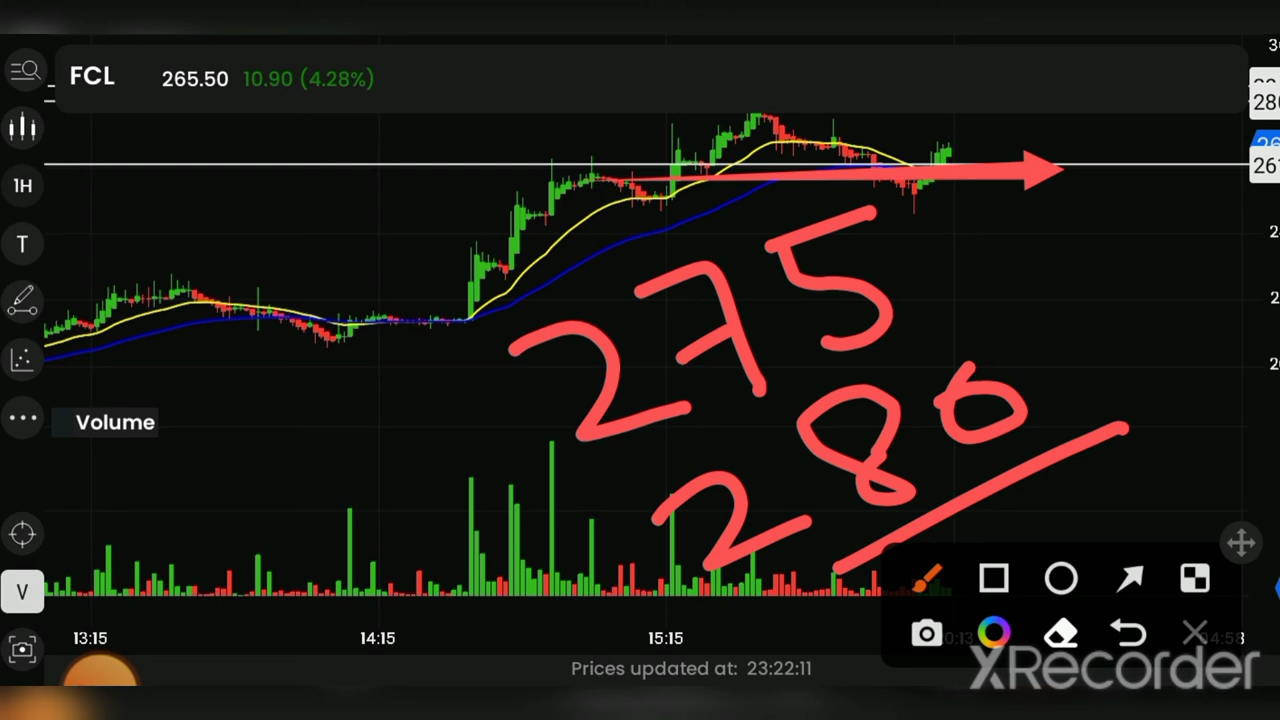 FCL 265.50 10.90 (4.28%)
280
1H
T
275
280
Volume
V
13:15 14:15 15:15
Prices updated at: 23:22:11
XRecorder